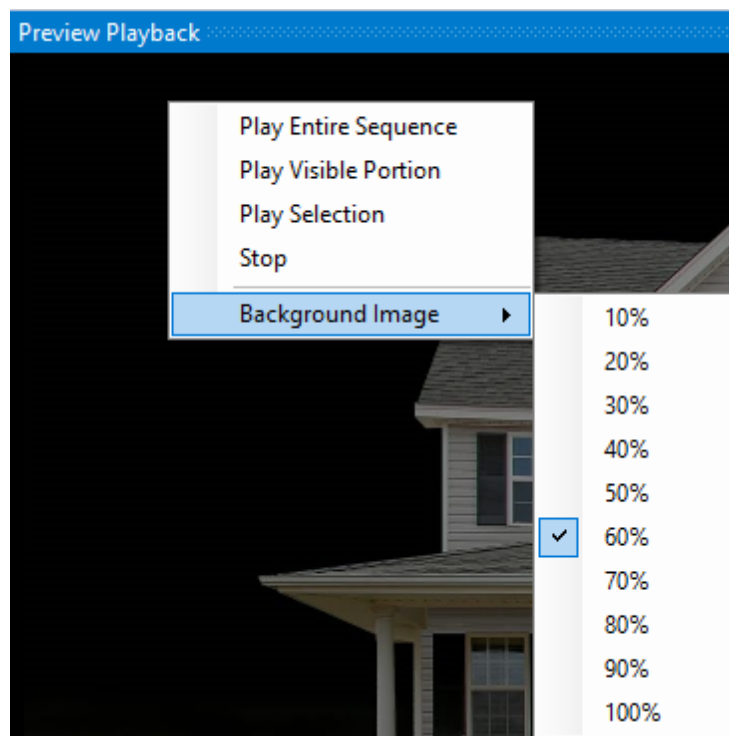 Preview Playback
Play Entire Sequence
Play Visible Portion
Play Selection
Stop
Background Image
10%
20%
30%
40%
50%
60%
70%
80%
90%
100%